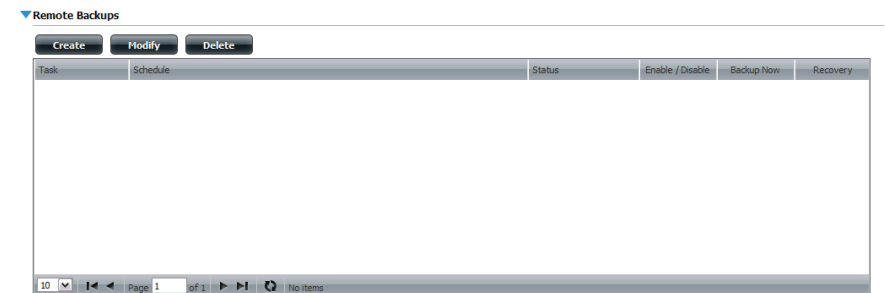 Remote Backups
Create Modify Delete
Task Schedule Status Enable / Disable Backup Now Recovery
10 Page 1 of 1 No items